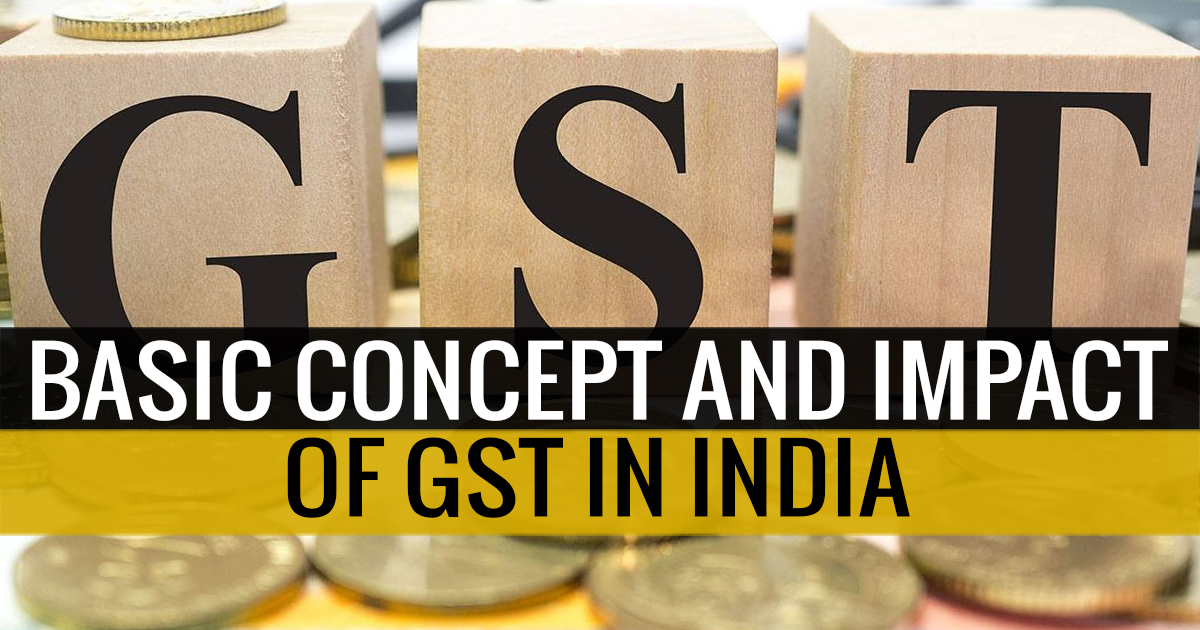 GST
BASIC CONCEPT AND IMPACT
OF GST IN INDIA